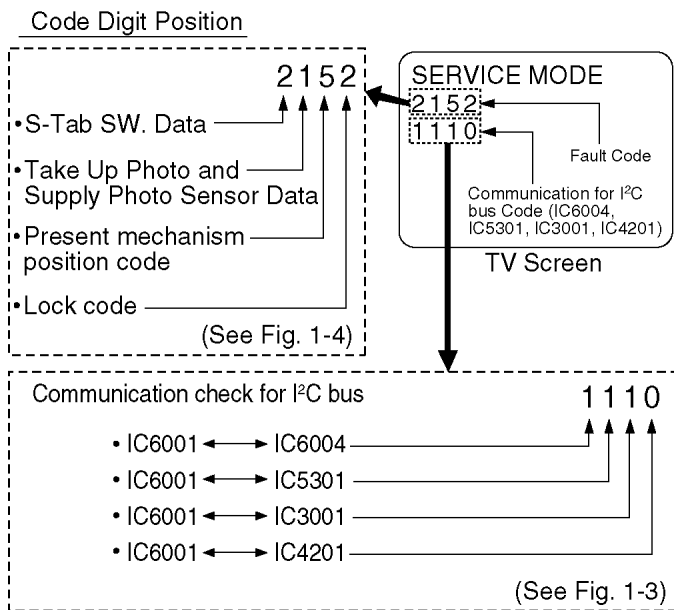 Code Digit Position
2152
• S-Tab SW. Data
• Take Up Photo and
Supply Photo Sensor Data
• Present mechanism
position code
• Lock code
(See Fig. 1-4)
SERVICE MODE
2152
1110
Fault Code
Communication for I²C
bus Code (IC6004,
IC5301, IC3001, IC4201)
TV Screen
Communication check for I²C bus
1110
• IC6001 ↔ IC6004
• IC6001 ↔ IC5301
• IC6001 ↔ IC3001
• IC6001 ↔ IC4201
(See Fig. 1-3)